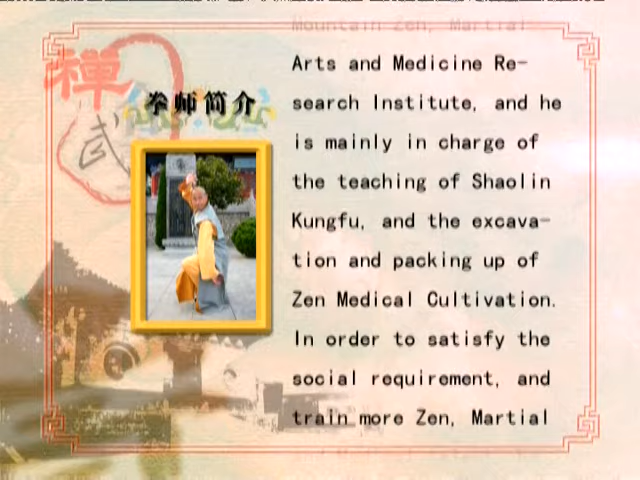 禪
武
拳师简介
Mountain Zen, Martial
Arts and Medicine Re-
search Institute, and he
is mainly in charge of
the teaching of Shaolin
Kungfu, and the excava-
tion and packing up of
Zen Medical Cultivation.
In order to satisfy the
social requirement, and
train more Zen, Martial